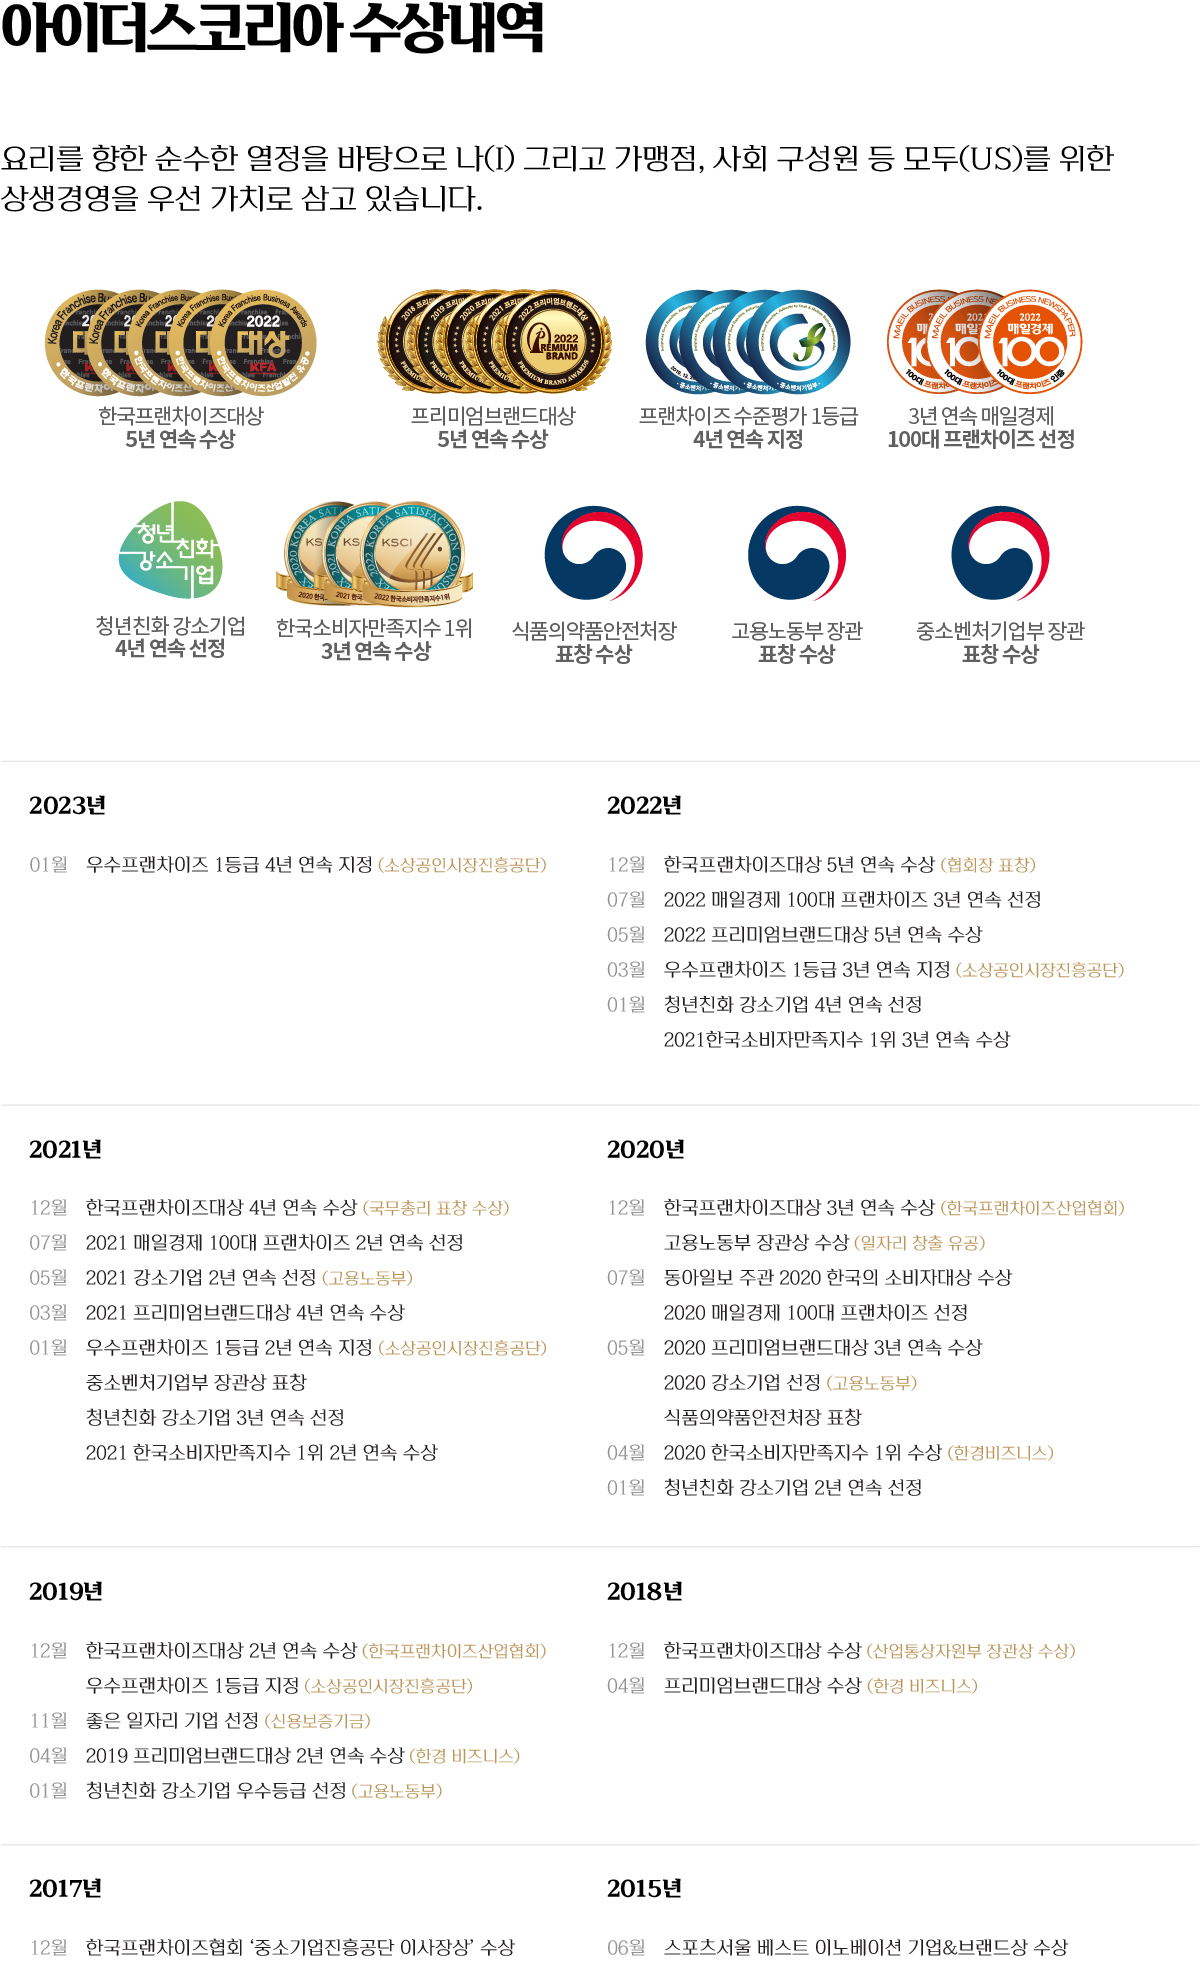 아이더스코리아 수상내역
요리를 향한 순수한 열정을 바탕으로 나(I) 그리고 가맹점, 사회 구성원 등 모두(US)를 위한
상생경영을 우선 가치로 삼고 있습니다.
2022
대상
KFA
2022
PREMIUM
BRAND
PREMIUM BRAND AWARDS
2022
매일경제
100
100대 프랜차이즈 인증
MAEIL BUSINESS NEWSPAPER
한국프랜차이즈대상
5년 연속 수상
프리미엄브랜드대상
5년 연속 수상
프랜차이즈 수준평가 1등급
4년 연속 지정
3년 연속 매일경제
100대 프랜차이즈 선정
청년
친화
강소
기업
KSCI
2022 한국소비자만족지수 1위
청년친화 강소기업
4년 연속 선정
한국소비자만족지수 1위
3년 연속 수상
식품의약품안전처장
표창 수상
고용노동부 장관
표창 수상
중소벤처기업부 장관
표창 수상
2023년
01월 우수프랜차이즈 1등급 4년 연속 지정 (소상공인시장진흥공단)
2022년
12월 한국프랜차이즈대상 5년 연속 수상 (협회장 표창)
07월 2022 매일경제 100대 프랜차이즈 3년 연속 선정
05월 2022 프리미엄브랜드대상 5년 연속 수상
03월 우수프랜차이즈 1등급 3년 연속 지정 (소상공인시장진흥공단)
01월 청년친화 강소기업 4년 연속 선정
2021한국소비자만족지수 1위 3년 연속 수상
2021년
12월 한국프랜차이즈대상 4년 연속 수상 (국무총리 표창 수상)
07월 2021 매일경제 100대 프랜차이즈 2년 연속 선정
05월 2021 강소기업 2년 연속 선정 (고용노동부)
03월 2021 프리미엄브랜드대상 4년 연속 수상
01월 우수프랜차이즈 1등급 2년 연속 지정 (소상공인시장진흥공단)
중소벤처기업부 장관상 표창
청년친화 강소기업 3년 연속 선정
2021 한국소비자만족지수 1위 2년 연속 수상
2020년
12월 한국프랜차이즈대상 3년 연속 수상 (한국프랜차이즈산업협회)
고용노동부 장관상 수상 (일자리 창출 유공)
07월 동아일보 주관 2020 한국의 소비자대상 수상
2020 매일경제 100대 프랜차이즈 선정
05월 2020 프리미엄브랜드대상 3년 연속 수상
2020 강소기업 선정 (고용노동부)
식품의약품안전처장 표창
04월 2020 한국소비자만족지수 1위 수상 (한경비즈니스)
01월 청년친화 강소기업 2년 연속 선정
2019년
12월 한국프랜차이즈대상 2년 연속 수상 (한국프랜차이즈산업협회)
우수프랜차이즈 1등급 지정 (소상공인시장진흥공단)
11월 좋은 일자리 기업 선정 (신용보증기금)
04월 2019 프리미엄브랜드대상 2년 연속 수상 (한경 비즈니스)
01월 청년친화 강소기업 우수등급 선정 (고용노동부)
2018년
12월 한국프랜차이즈대상 수상 (산업통상자원부 장관상 수상)
04월 프리미엄브랜드대상 수상 (한경 비즈니스)
2017년
12월 한국프랜차이즈협회 ‘중소기업진흥공단 이사장상’ 수상
2015년
06월 스포츠서울 베스트 이노베이션 기업&브랜드상 수상